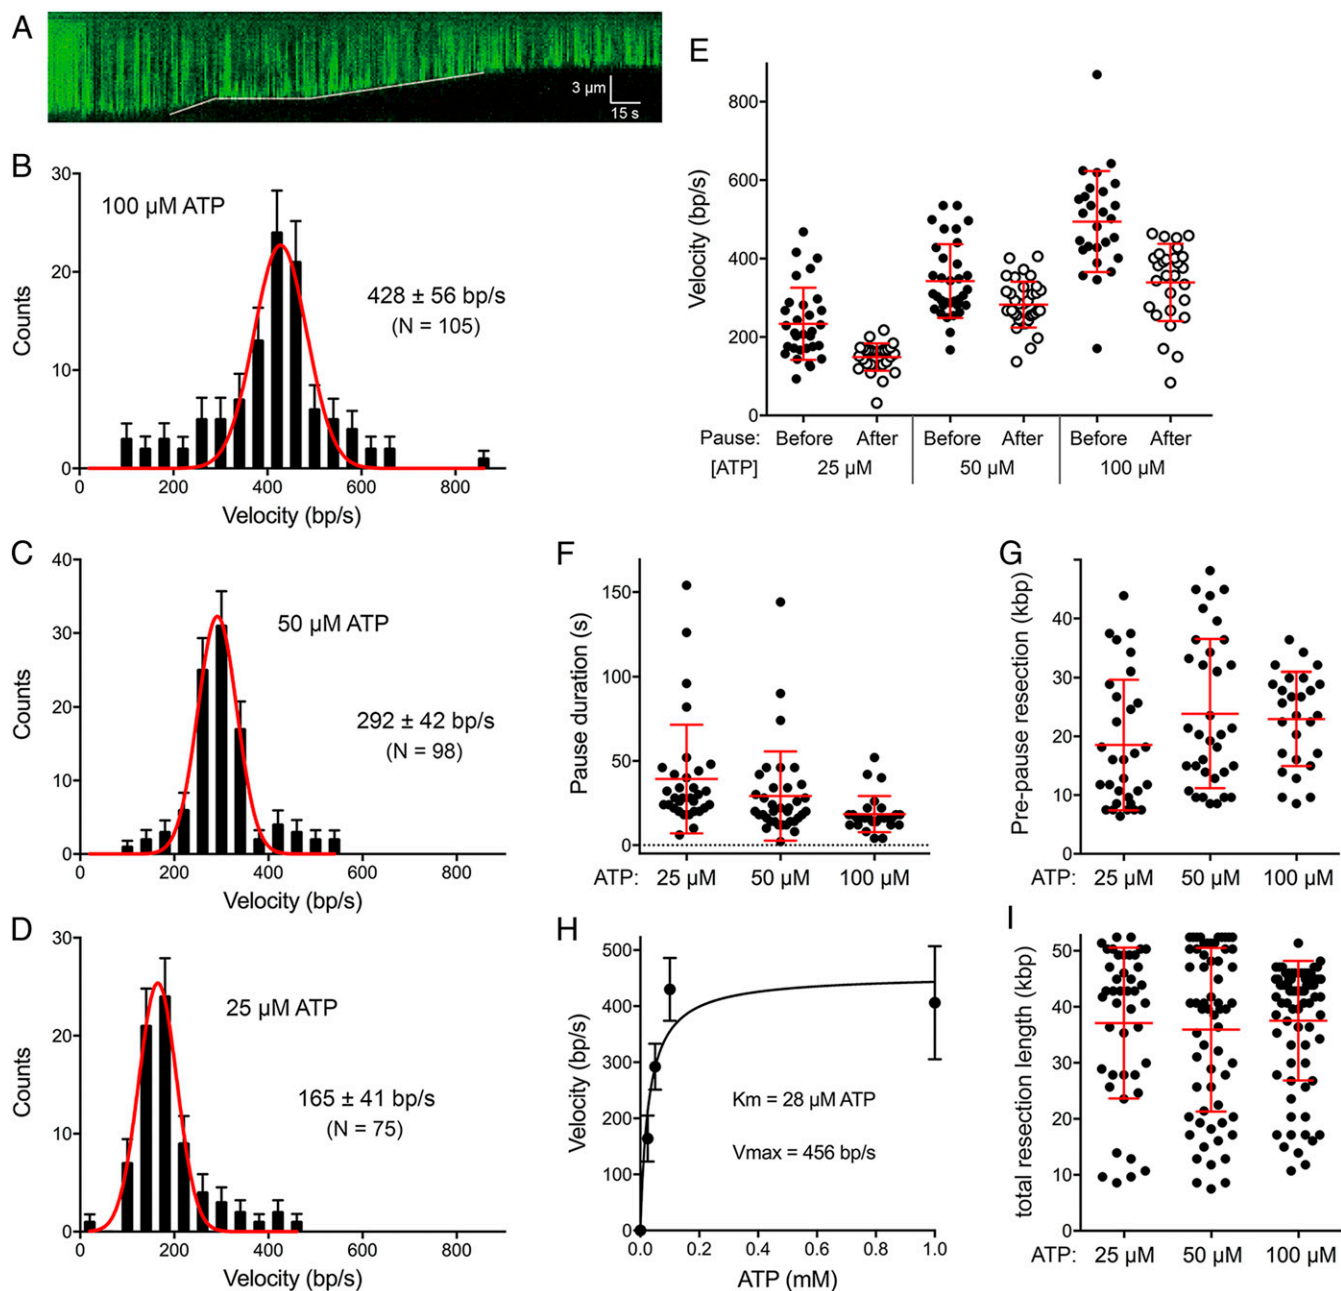 A
3 µm
15 s
B
30
20
10
0
Counts
100 µM ATP
428 ± 56 bp/s
(N = 105)
0 200 400 600 800
Velocity (bp/s)
C
40
30
20
10
0
Counts
50 µM ATP
292 ± 42 bp/s
(N = 98)
0 200 400 600 800
Velocity (bp/s)
D
30
20
10
0
Counts
25 µM ATP
165 ± 41 bp/s
(N = 75)
0 200 400 600 800
Velocity (bp/s)
E
800
600
400
200
0
Velocity (bp/s)
Pause: Before After Before After Before After
[ATP] 25 µM 50 µM 100 µM
F
150
100
50
0
Pause duration (s)
ATP: 25 µM 50 µM 100 µM
G
40
30
20
10
0
Pre-pause resection (kbp)
ATP: 25 µM 50 µM 100 µM
H
500
400
300
200
100
0
Velocity (bp/s)
Km = 28 µM ATP
Vmax = 456 bp/s
0.0 0.2 0.4 0.6 0.8 1.0
ATP (mM)
I
50
40
30
20
10
0
total resection length (kbp)
ATP: 25 µM 50 µM 100 µM